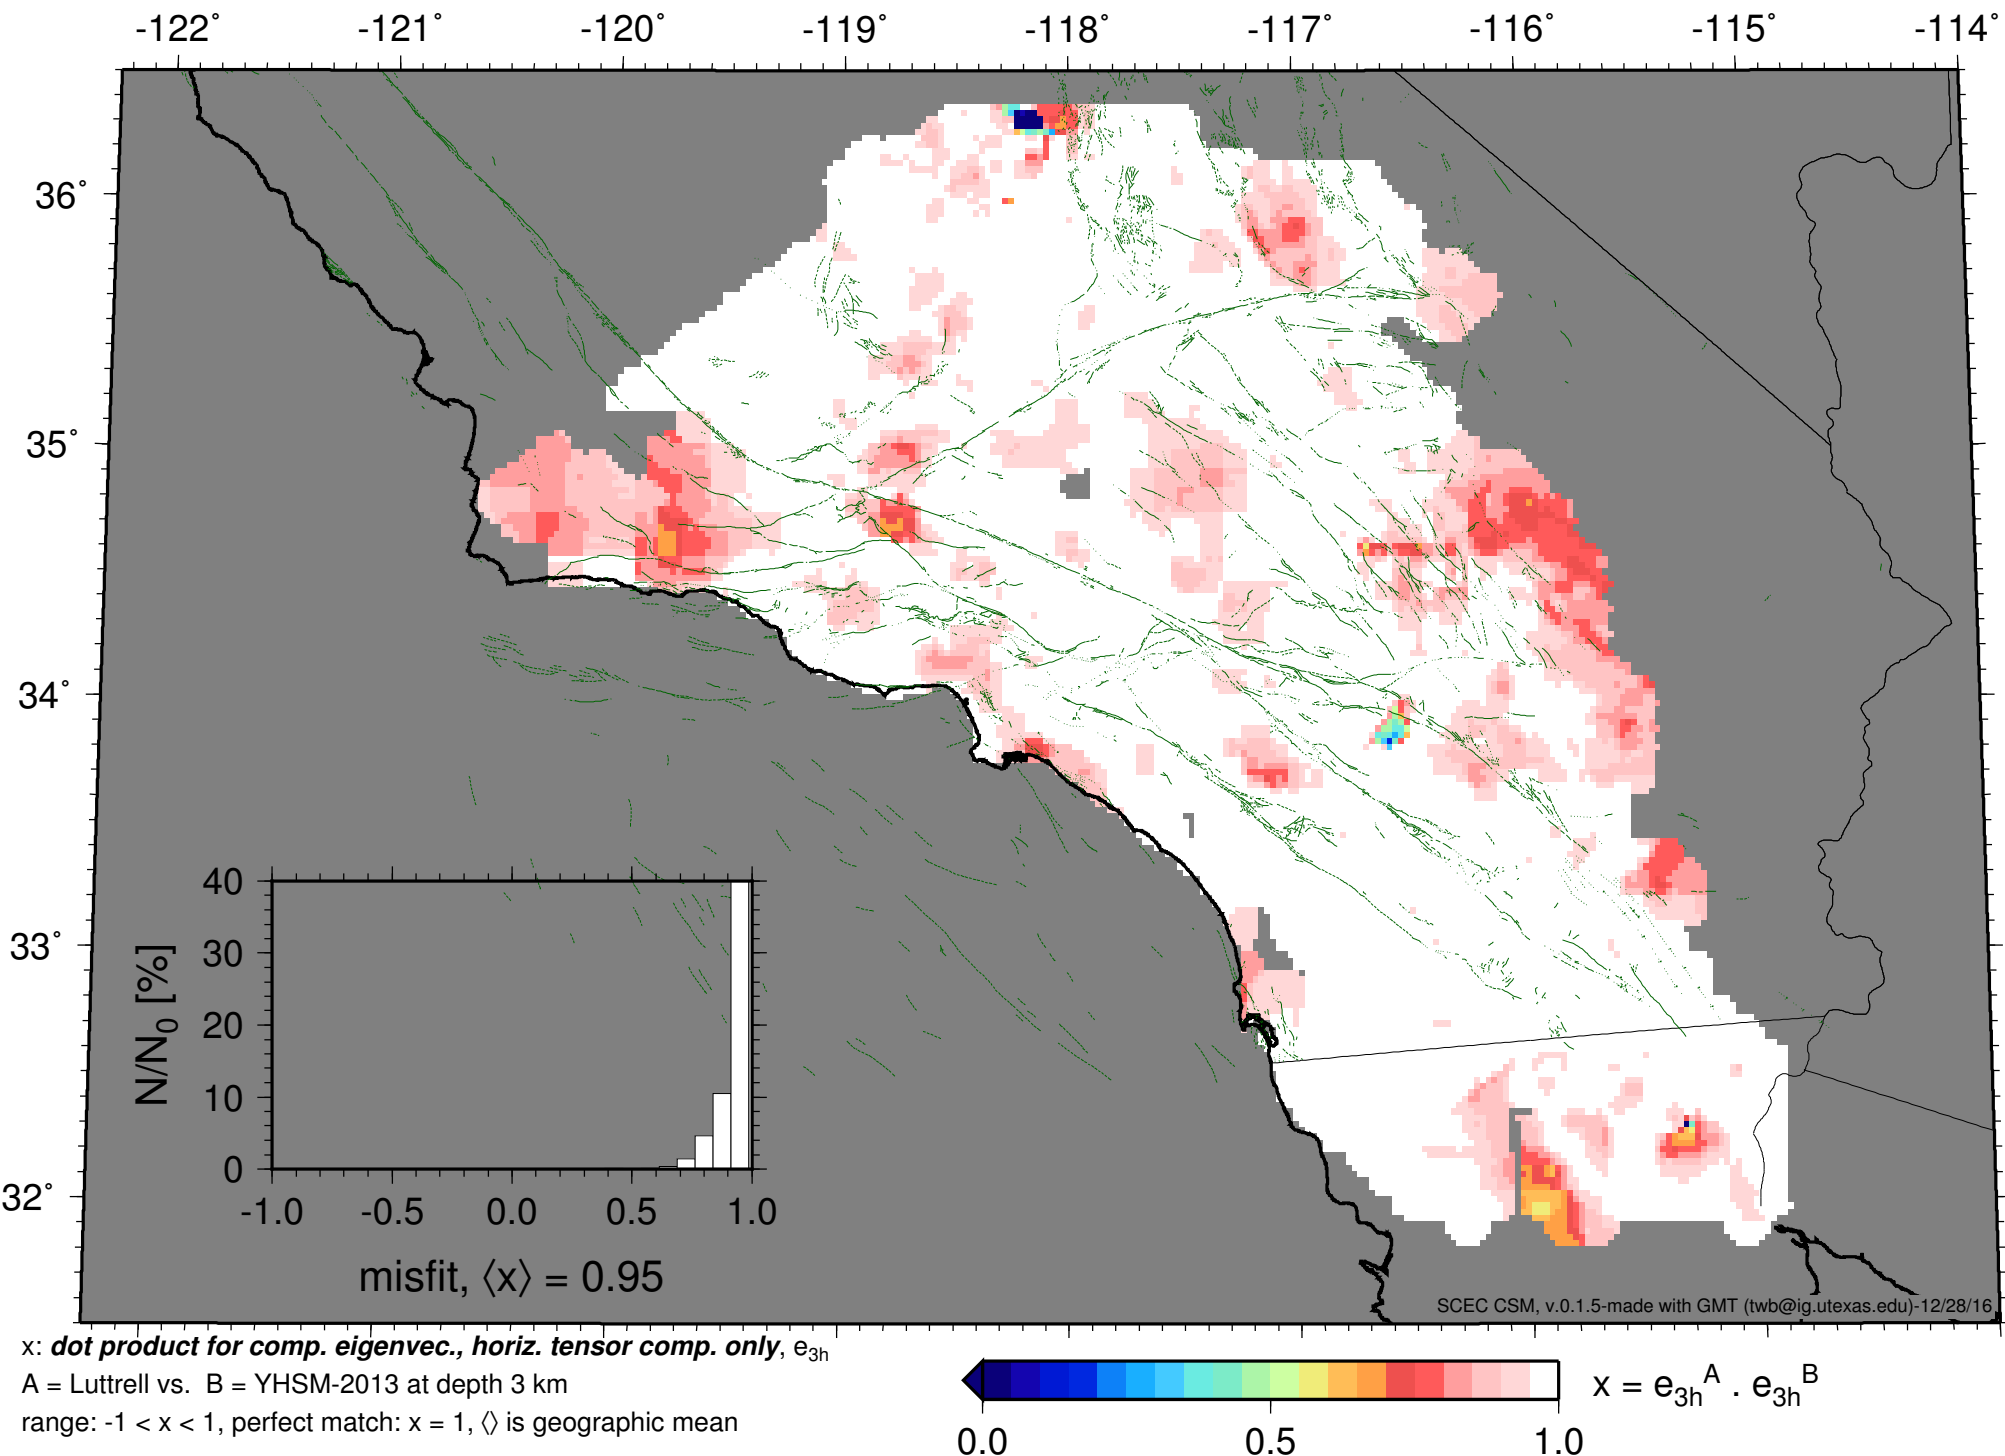 -122˚ -121˚ -120˚ -119˚ -118˚ -117˚ -116˚ -115˚ -114˚
36˚
35˚
34˚
33˚
32˚
40
30
20
10
0
N/N0 [%]
-1.0 -0.5 0.0 0.5 1.0
misfit, ⟨x⟩ = 0.95
SCEC CSM, v.0.1.5-made with GMT (twb@ig.utexas.edu)-12/28/16
x: dot product for comp. eigenvec., horiz. tensor comp. only, e3h
A = Luttrell vs. B = YHSM-2013 at depth 3 km
range: -1 < x < 1, perfect match: x = 1, ⟨⟩ is geographic mean
x = e3hA . e3hB
0.0 0.5 1.0